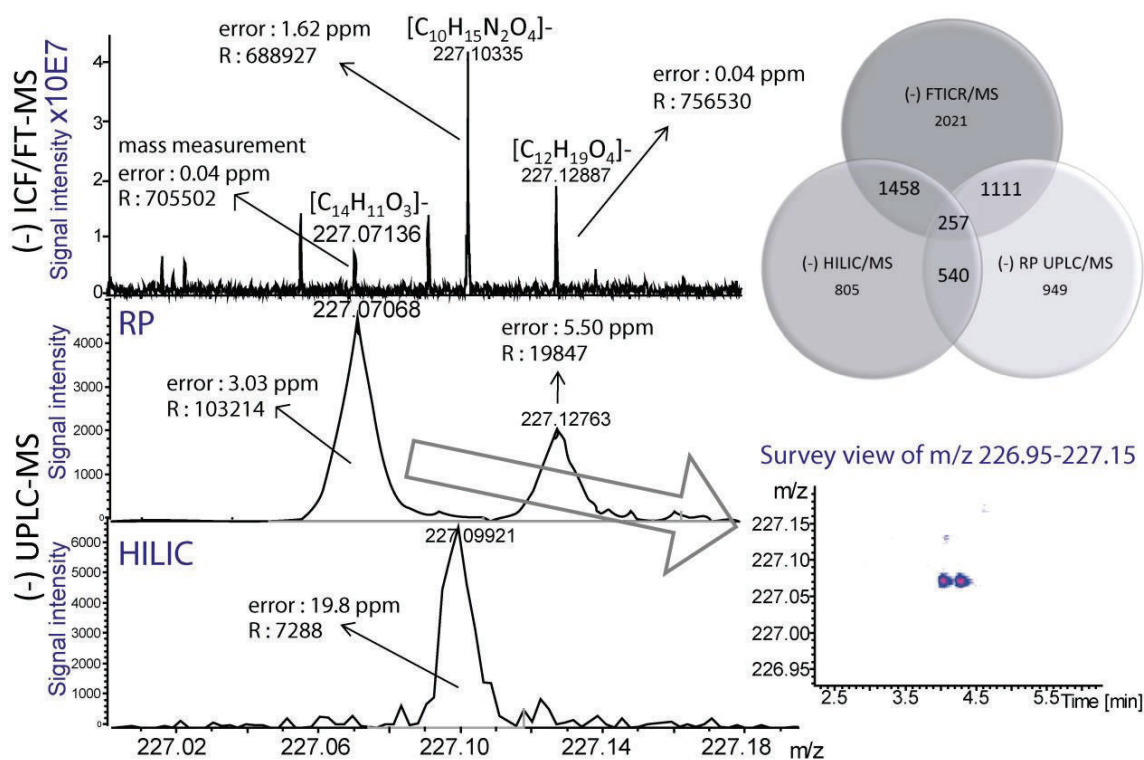 (-) ICF/FT-MS
Signal intensity x10E7
4
3
2
1
0
error : 1.62 ppm
R : 688927
[C10H15N2O4]-
227.10335
error : 0.04 ppm
R : 756530
mass measurement
error : 0.04 ppm
R : 705502
[C14H11O3]-
227.07136
[C12H19O4]-
227.12887
(-) FTICR/MS
2021
1458
1111
257
(-) HILIC/MS
805
540
(-) RP UPLC/MS
949
(-) UPLC-MS
RP
Signal intensity
4000
3000
2000
1000
0
227.07068
error : 3.03 ppm
R : 103214
error : 5.50 ppm
R : 19847
227.12763
HILIC
Signal intensity
6000
5000
4000
3000
2000
1000
0
227.09921
error : 19.8 ppm
R : 7288
227.02
227.06
227.10
227.14
227.18
m/z
Survey view of m/z 226.95-227.15
m/z
227.15
227.10
227.05
227.00
226.95
2.5
3.5
4.5
5.5
Time [min]